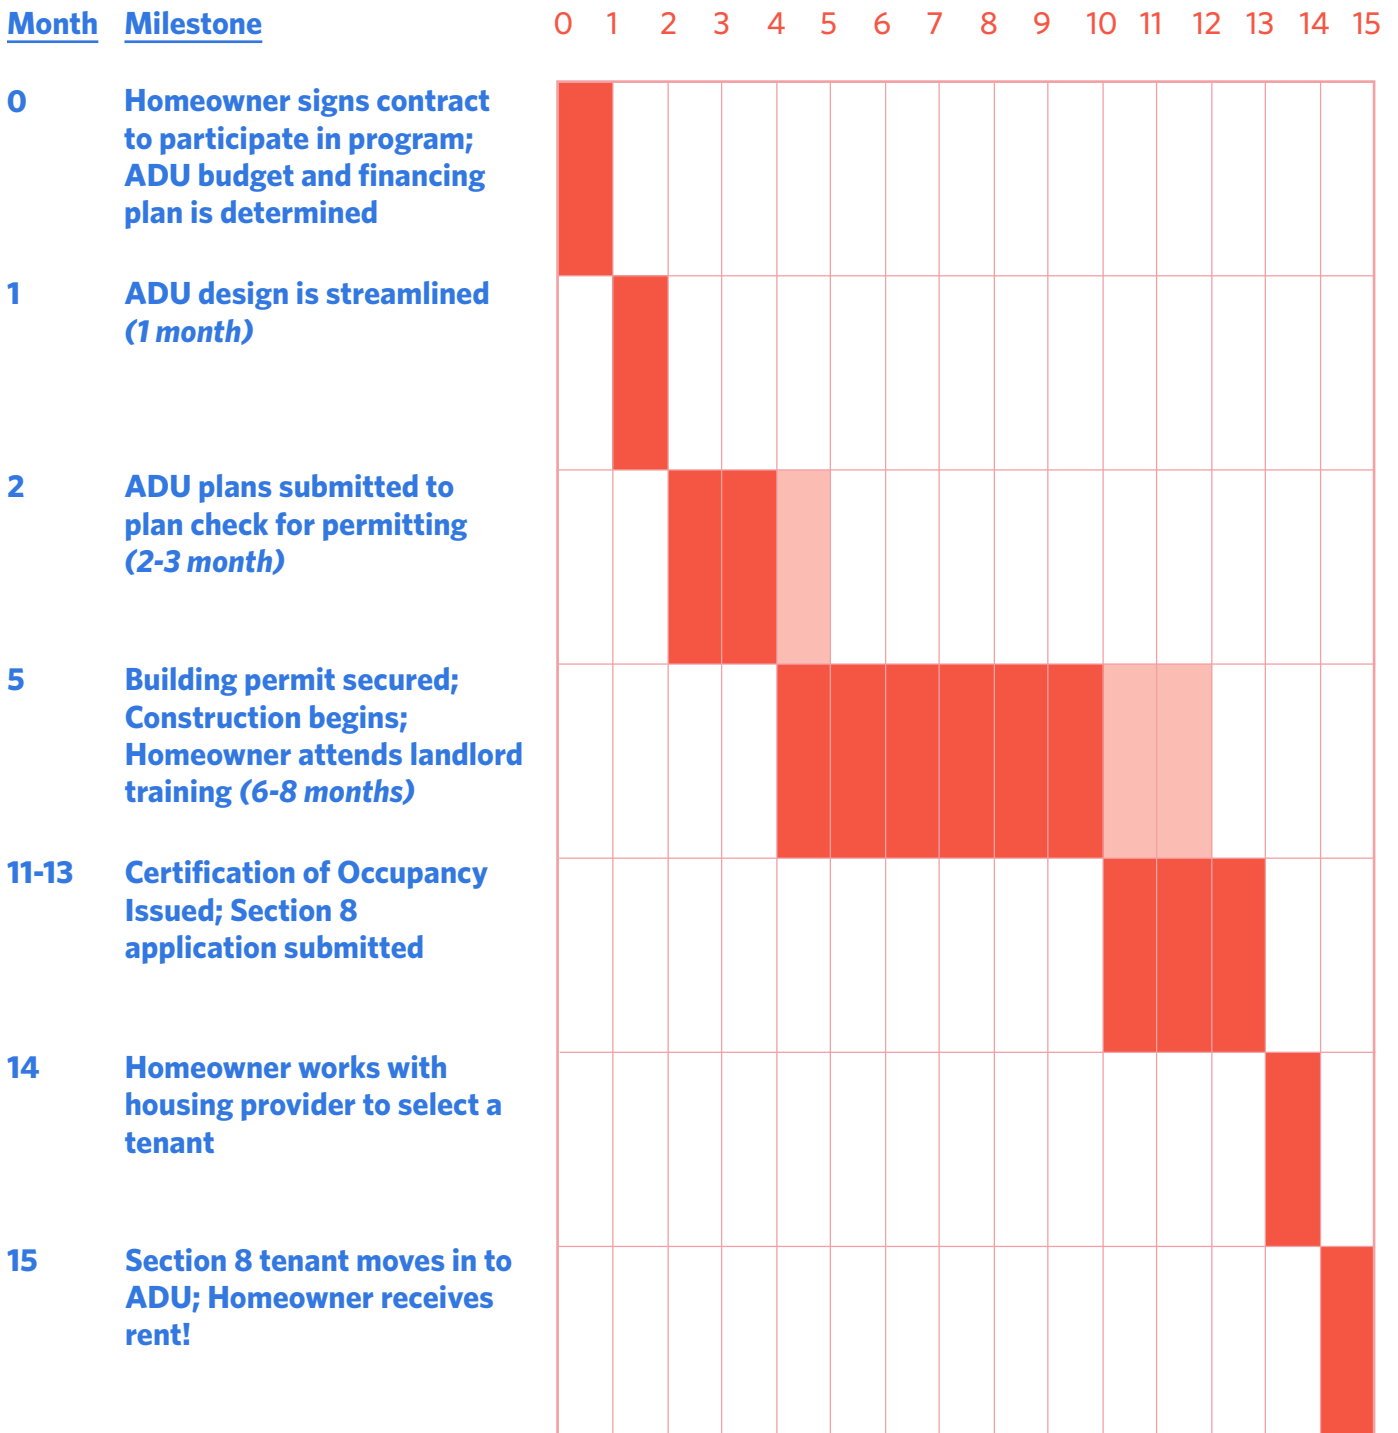 Month Milestone 0 1 2 3 4 5 6 7 8 9 10 11 12 13 14 15
0 Homeowner signs contract
to participate in program;
ADU budget and financing
plan is determined
1 ADU design is streamlined
(1 month)
2 ADU plans submitted to
plan check for permitting
(2-3 month)
5 Building permit secured;
Construction begins;
Homeowner attends landlord
training (6-8 months)
11-13 Certification of Occupancy
Issued; Section 8
application submitted
14 Homeowner works with
housing provider to select a
tenant
15 Section 8 tenant moves in to
ADU; Homeowner receives
rent!